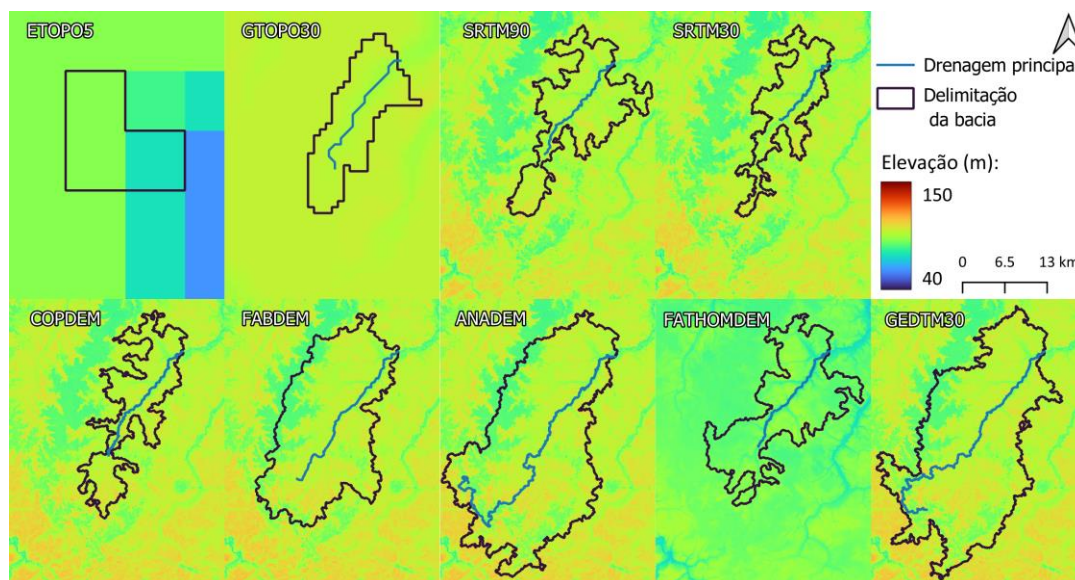 ETOPO5
GTOPO30
SRTM90
SRTM30
Drenagem principal
Delimitação
da bacia
Elevação (m):
150
40
0 6.5 13 km
COPDEM
FABDEM
ANADEM
FATHOMDEM
GEDTM30